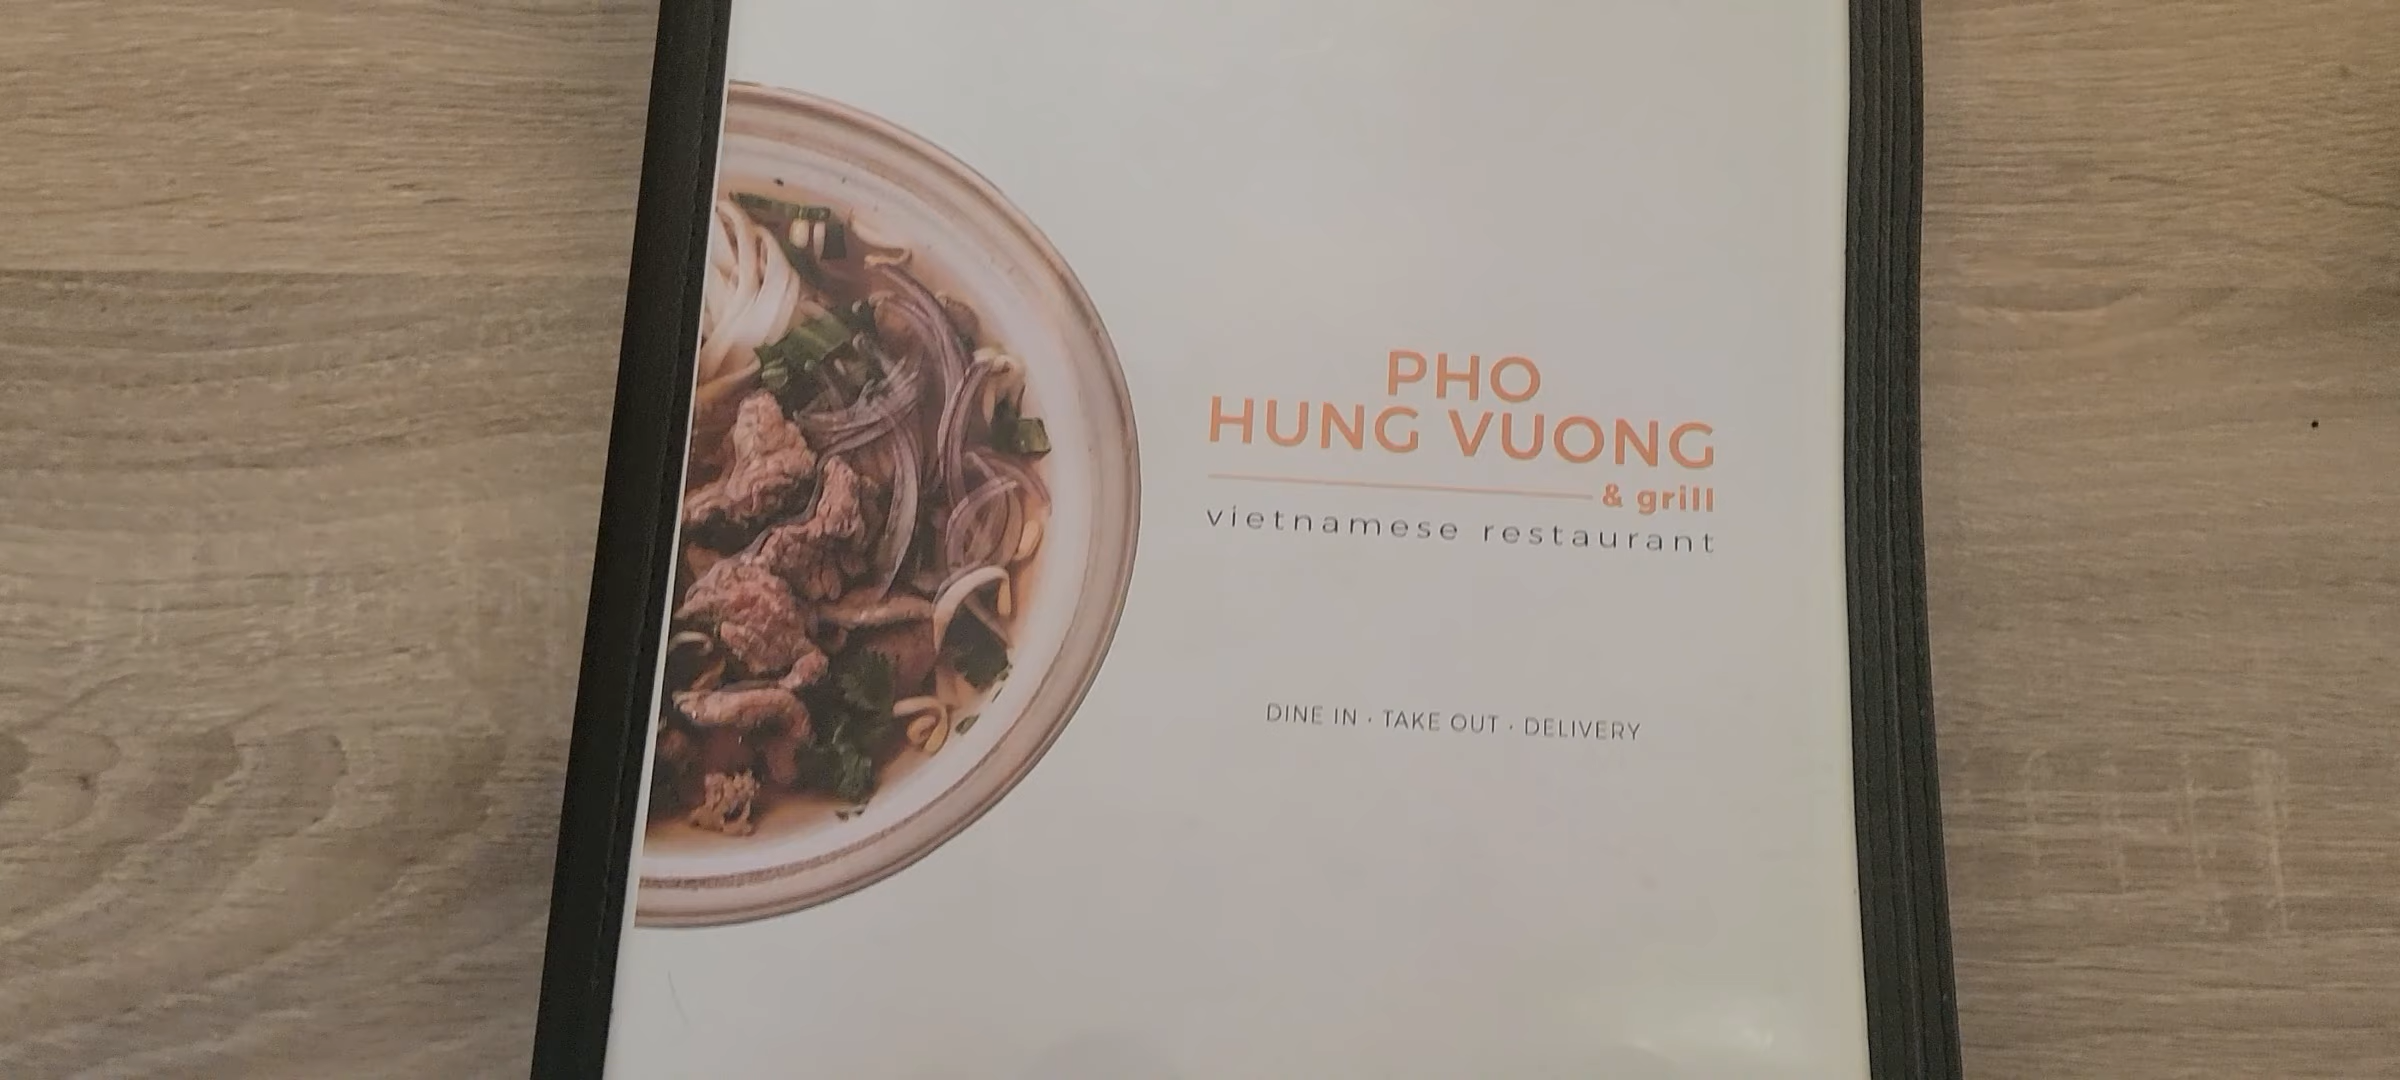 PHO
HUNG VUONG
& grill
vietnamese restaurant
DINE IN · TAKE OUT · DELIVERY